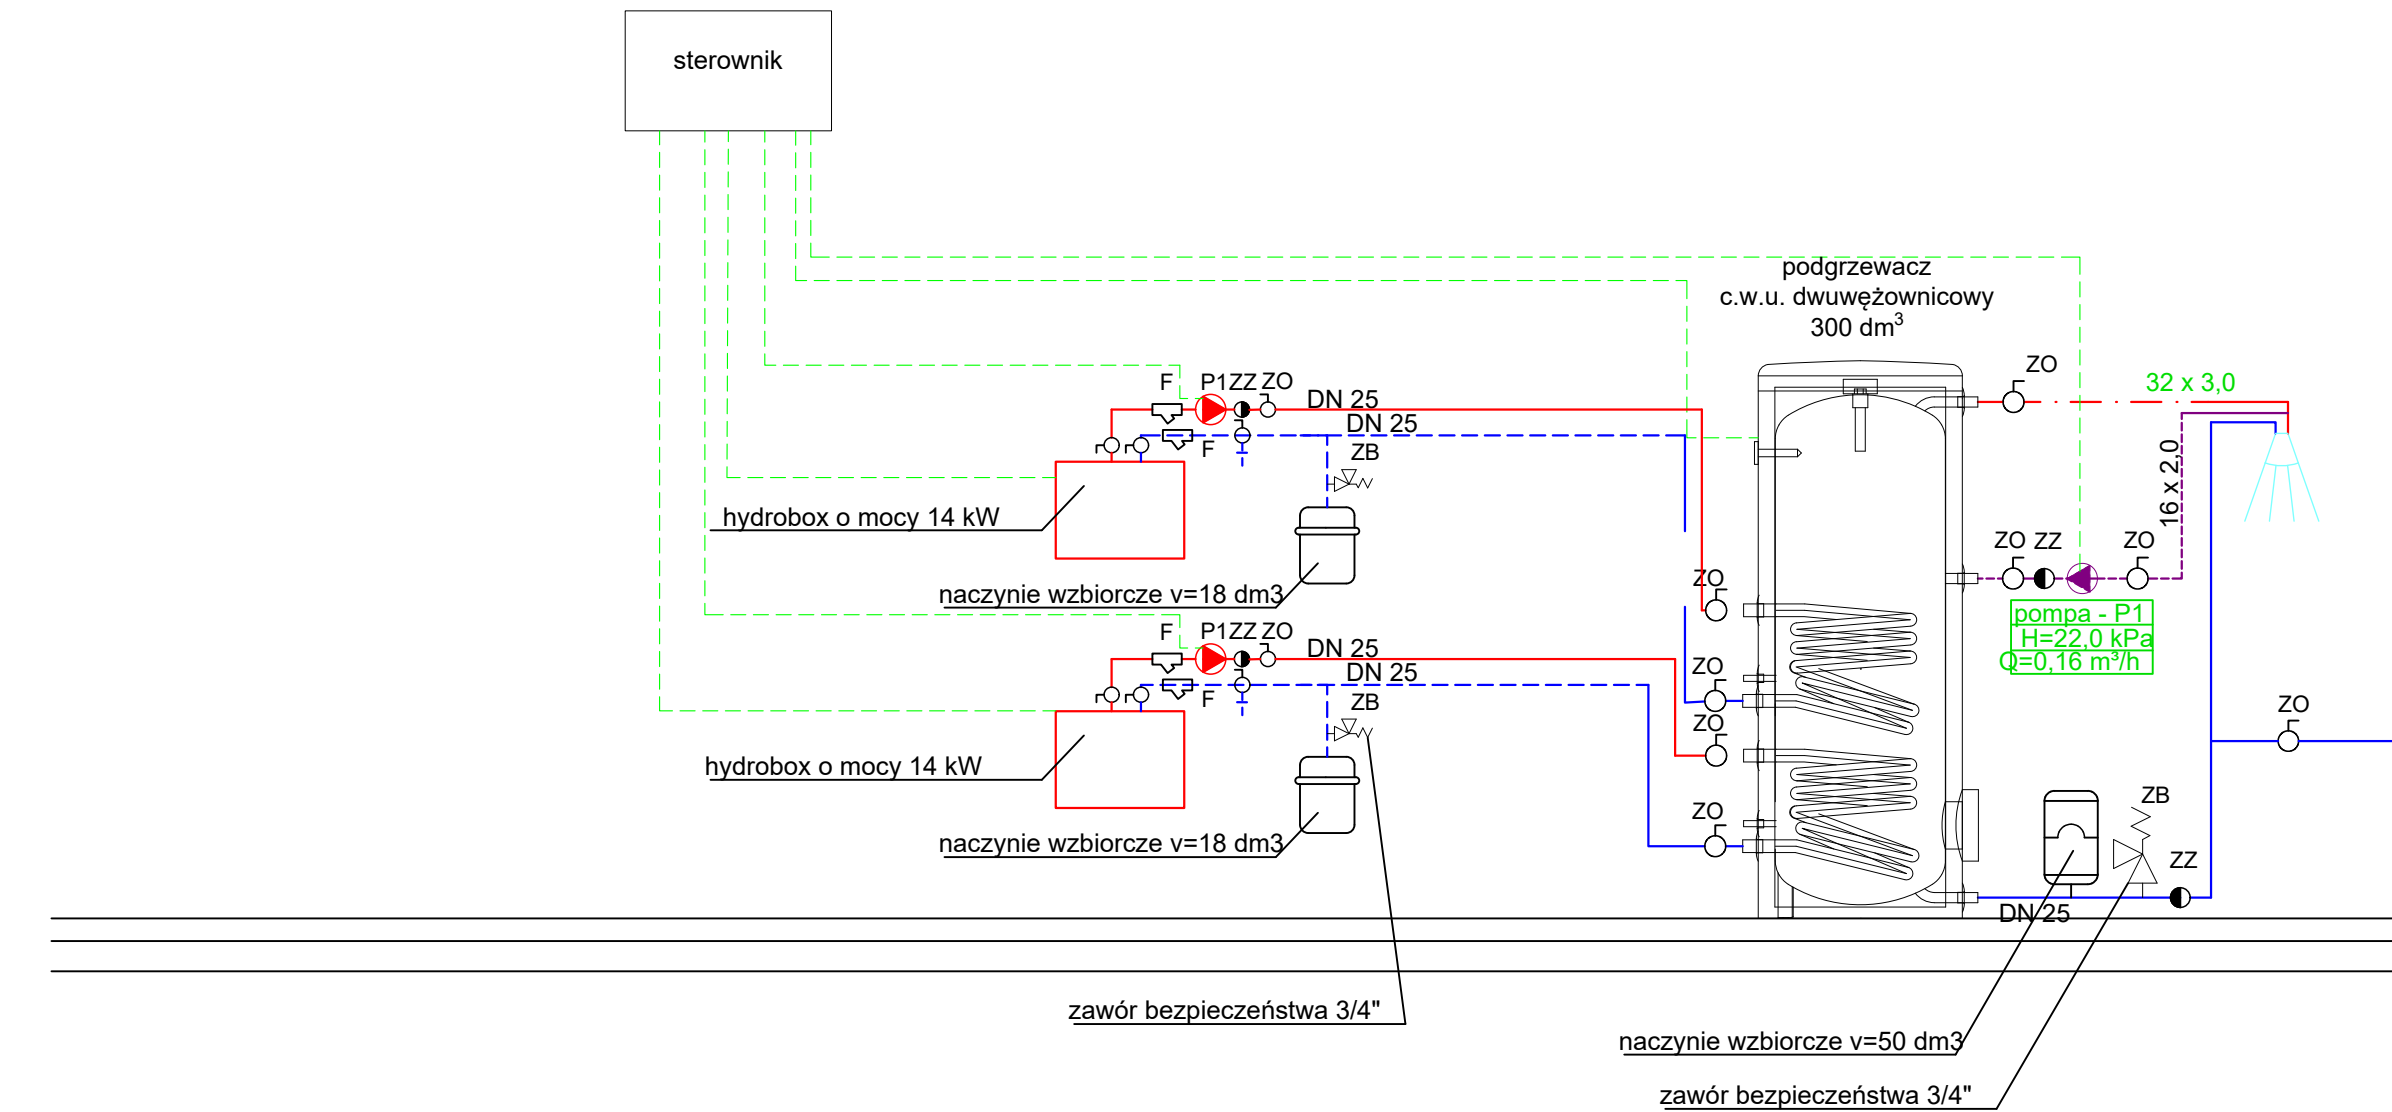 sterownik
podgrzewacz
c.w.u. dwuwężownicowy
300 dm³
F
P1
ZZ
ZO
DN 25
DN 25
F
ZB
hydrobox o mocy 14 kW
naczynie wzbiorcze v=18 dm3
F
P1
ZZ
ZO
DN 25
DN 25
F
ZB
hydrobox o mocy 14 kW
naczynie wzbiorcze v=18 dm3
ZO
ZO
ZO
ZO
ZO
32 x 3,0
16 x 2,0
ZO
ZZ
ZO
pompa - P1
H=22,0 kPa
Q=0,16 m³/h
ZO
ZB
ZZ
DN 25
zawór bezpieczeństwa 3/4"
naczynie wzbiorcze v=50 dm3
zawór bezpieczeństwa 3/4"